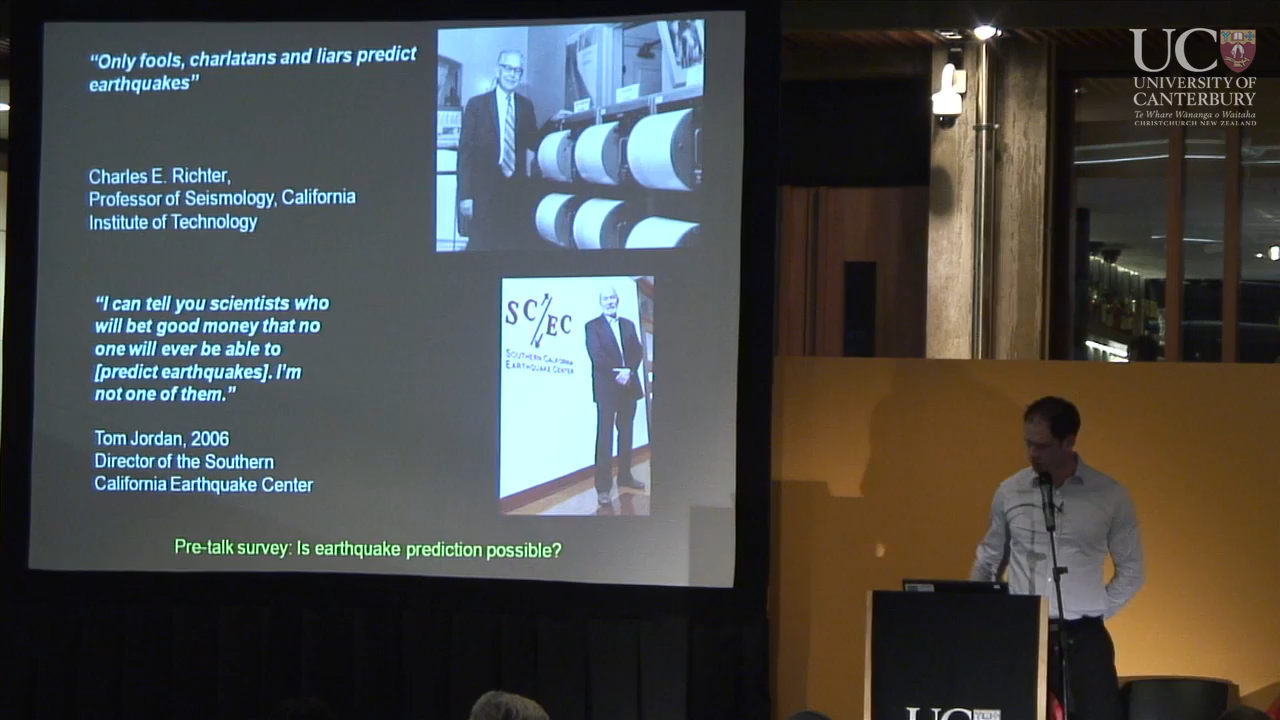 “Only fools, charlatans and liars predict
earthquakes”
Charles E. Richter,
Professor of Seismology, California
Institute of Technology
“I can tell you scientists who
will bet good money that no
one will ever be able to
[predict earthquakes]. I’m
not one of them.”
Tom Jordan, 2006
Director of the Southern
California Earthquake Center
SC/EC
SOUTHERN CALIFORNIA
EARTHQUAKE CENTER
Pre-talk survey: Is earthquake prediction possible?
UC
UNIVERSITY OF
CANTERBURY
Te Whare Wānanga o Waitaha
CHRISTCHURCH NEW ZEALAND
UC